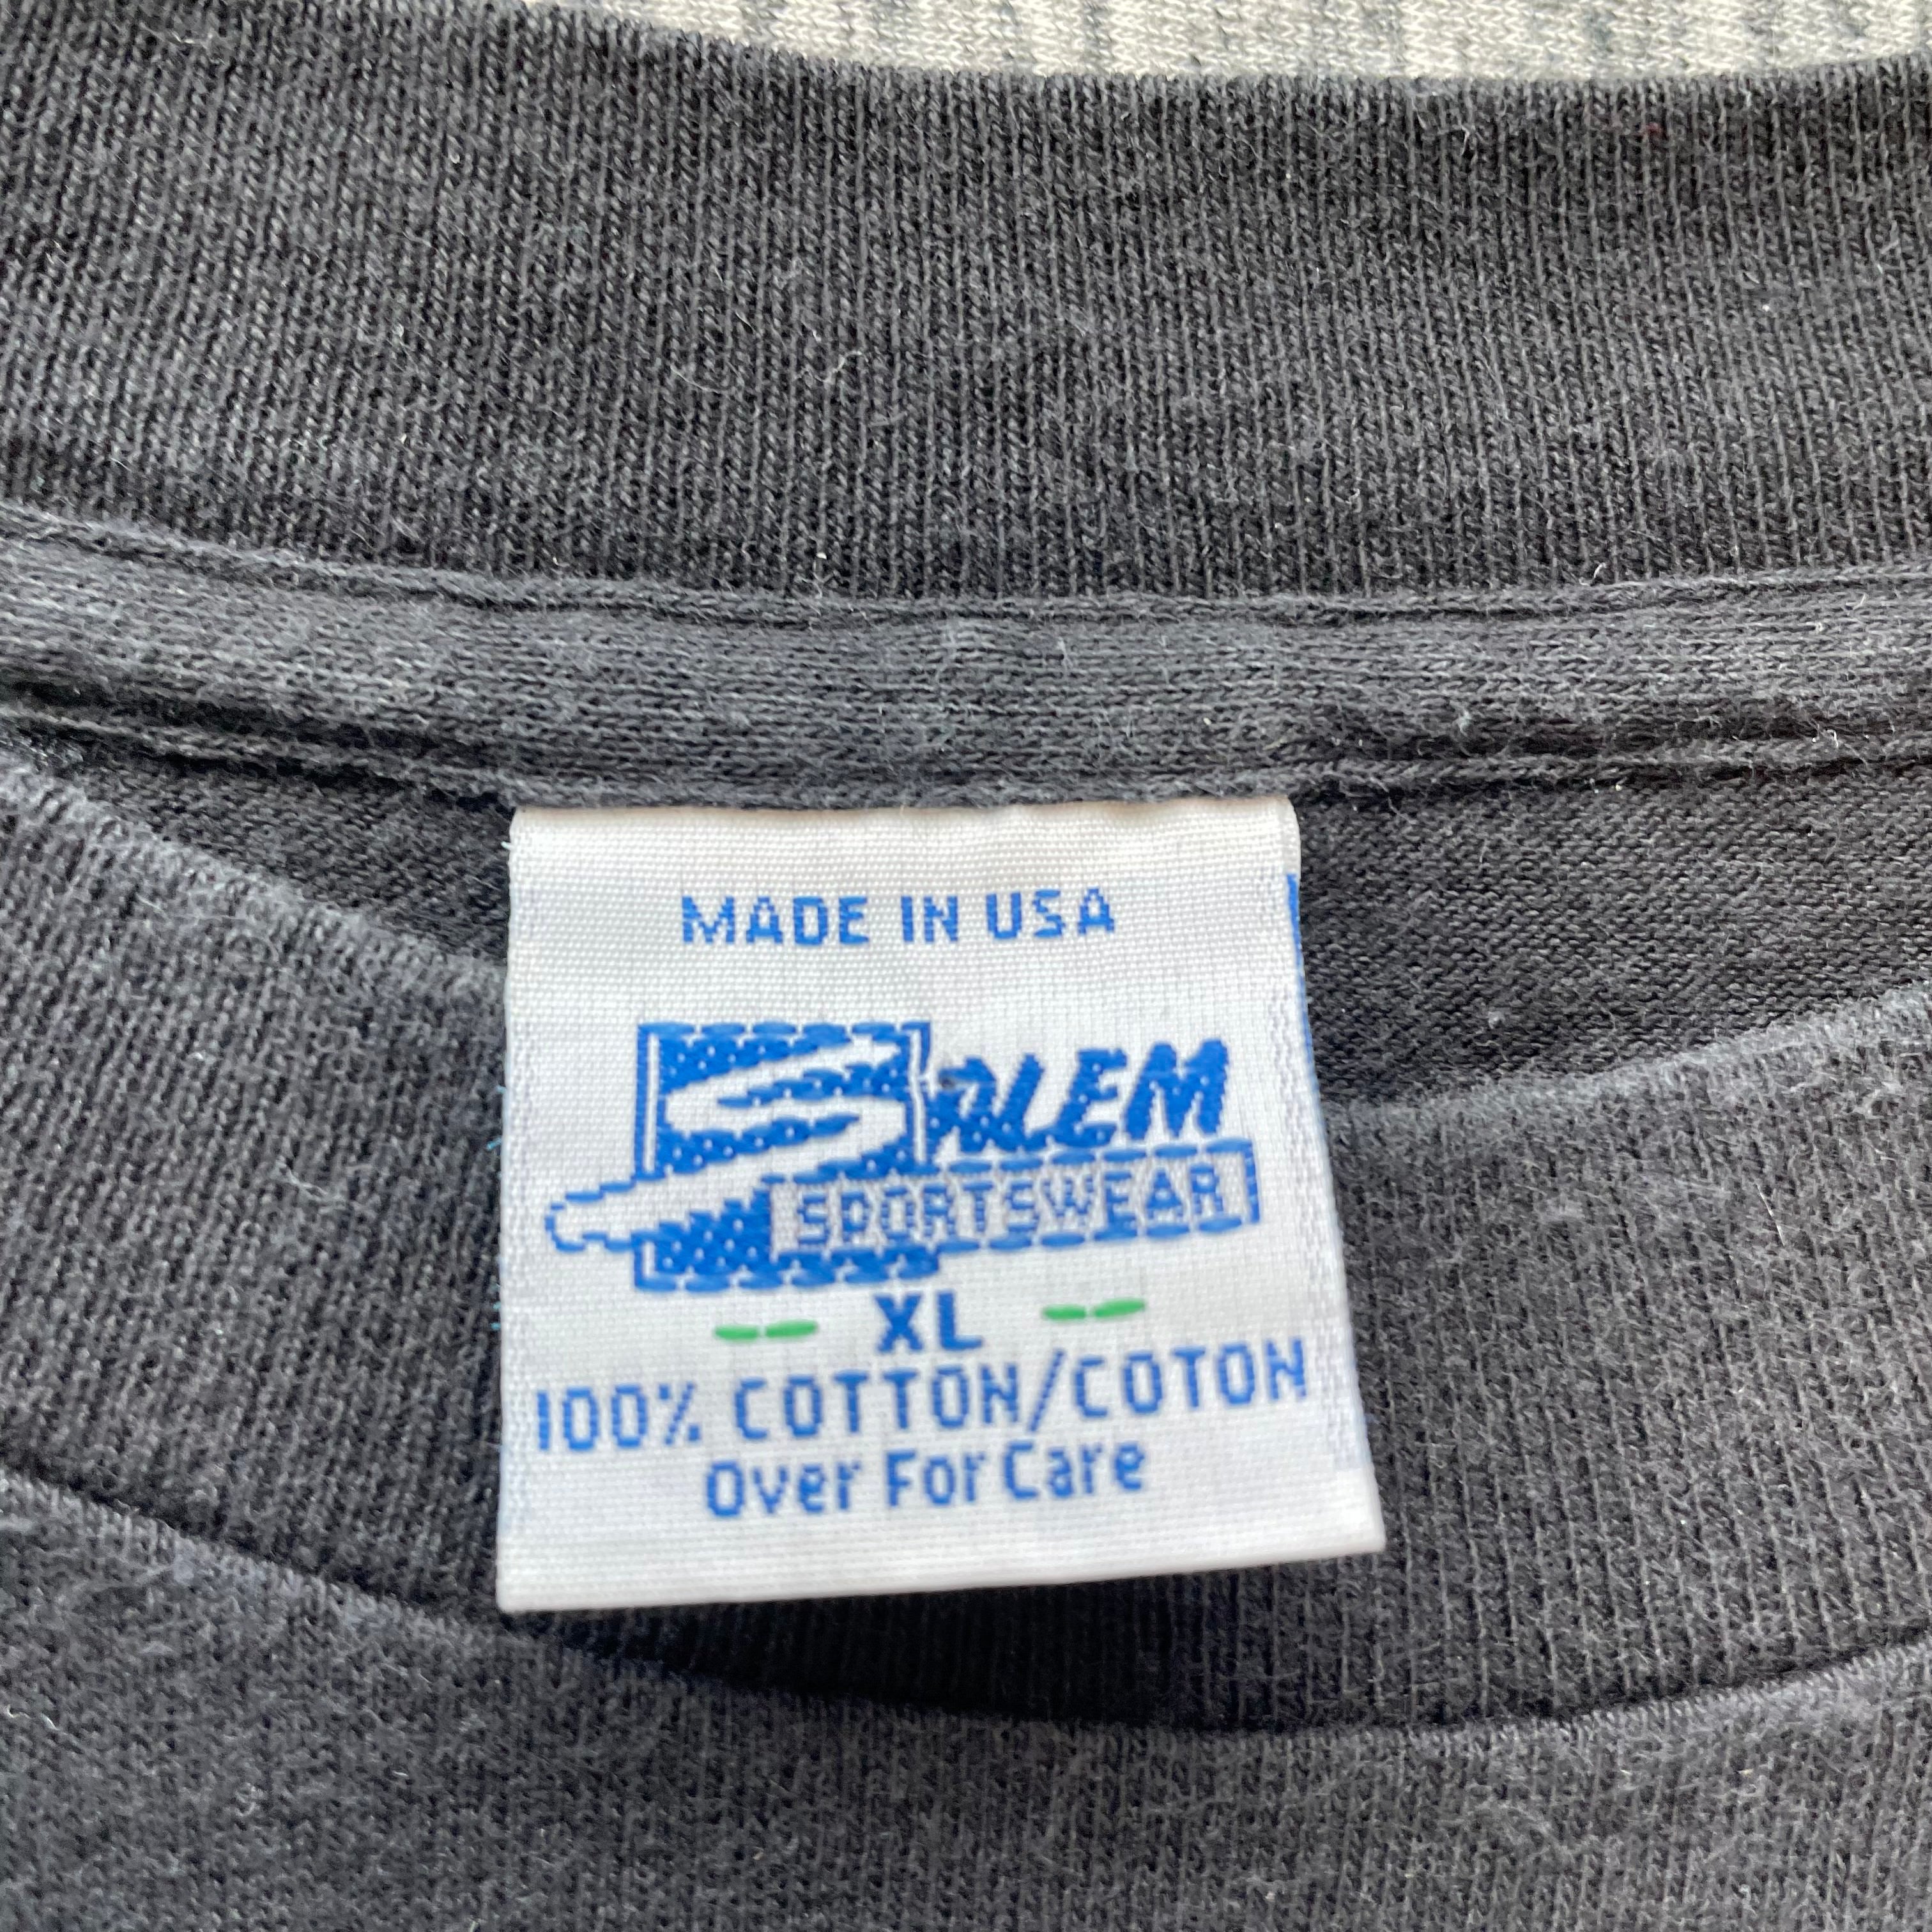 MADE IN USA
SALEM
SPORTSWEAR
XL
100% COTTON/COTON
Over For Care